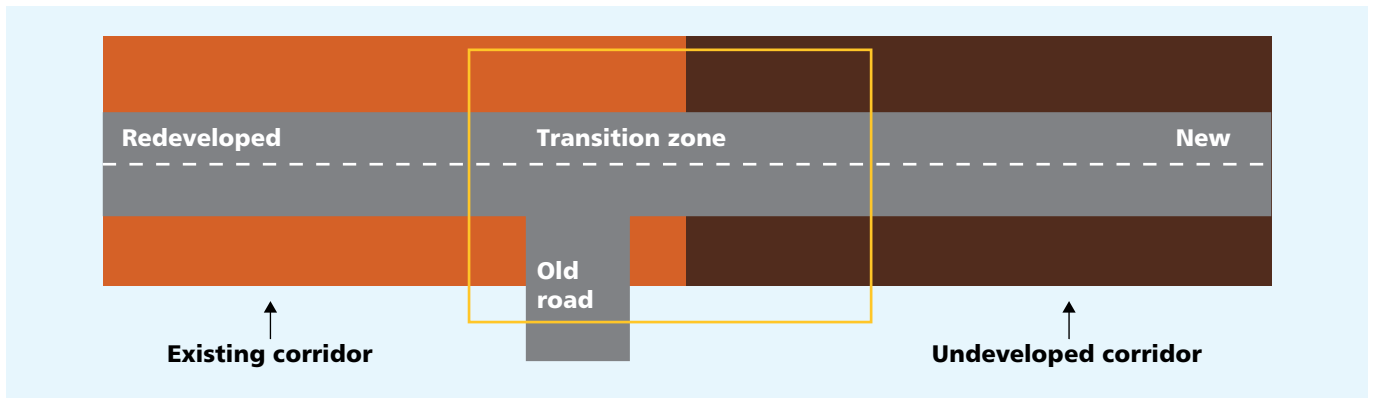 Redeveloped
Transition zone
New
Old
road
Existing corridor
Undeveloped corridor